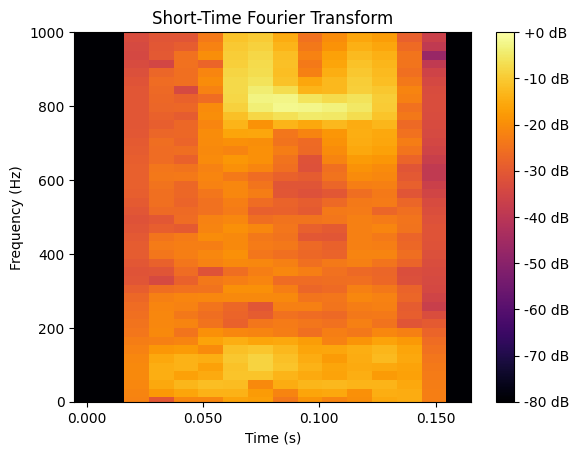 Short-Time Fourier Transform
1000
800
600
400
200
0
Frequency (Hz)
0.000
0.050
0.100
0.150
Time (s)
+0 dB
-10 dB
-20 dB
-30 dB
-40 dB
-50 dB
-60 dB
-70 dB
-80 dB